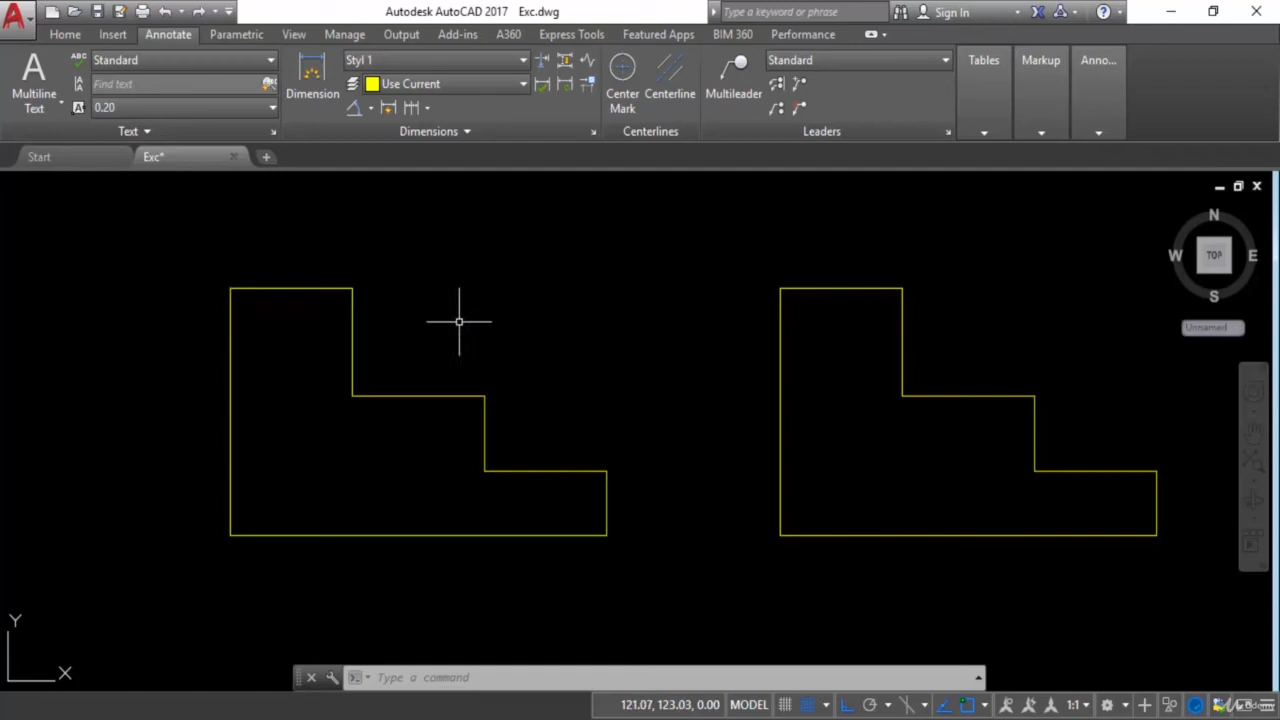 Autodesk AutoCAD 2017 Exc.dwg
Type a keyword or phrase
Sign In
Home Insert Annotate Parametric View Manage Output Add-ins A360 Express Tools Featured Apps BIM 360 Performance
Multiline
Text
Standard
Find text
0.20
Dimension
Styl 1
Use Current
Center
Mark
Centerline
Multileader
Standard
Tables
Markup
Anno...
Text
Dimensions
Centerlines
Leaders
Start
Exc*
N
W
TOP
E
S
Unnamed
Y
X
Type a command
121.07, 123.03, 0.00
MODEL
1:1